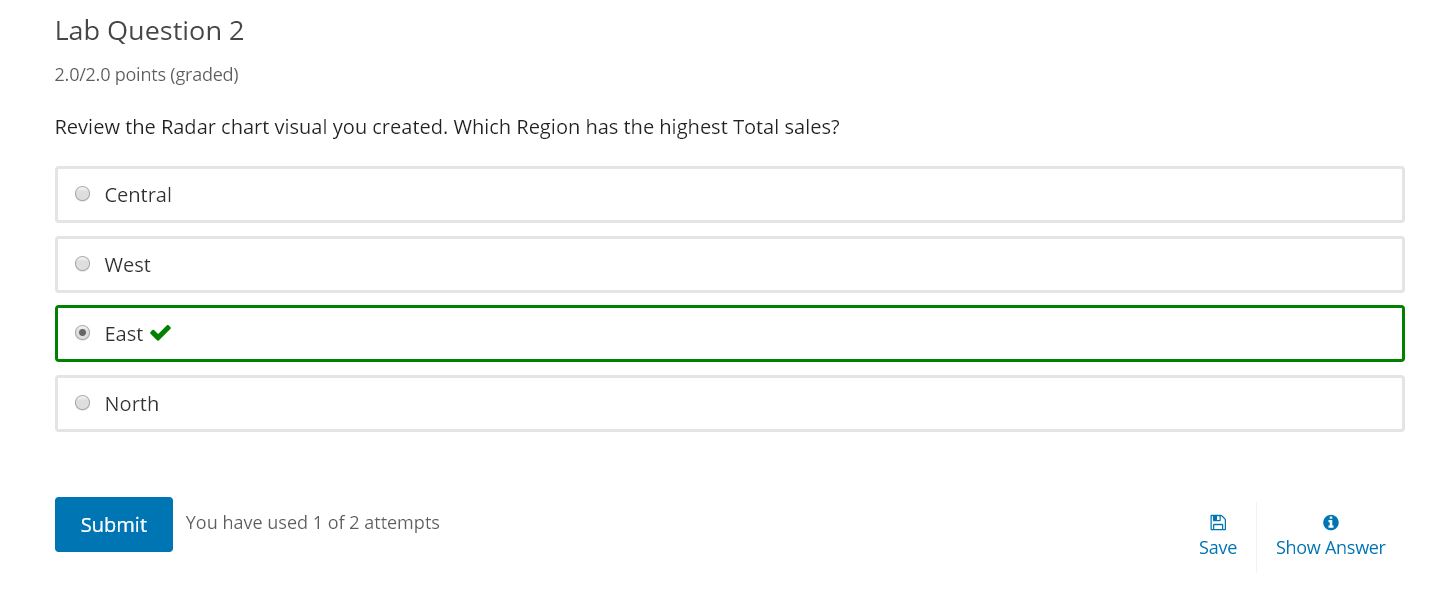 Lab Question 2
2.0/2.0 points (graded)
Review the Radar chart visual you created. Which Region has the highest Total sales?
Central
West
East
North
Submit
You have used 1 of 2 attempts
Save
Show Answer